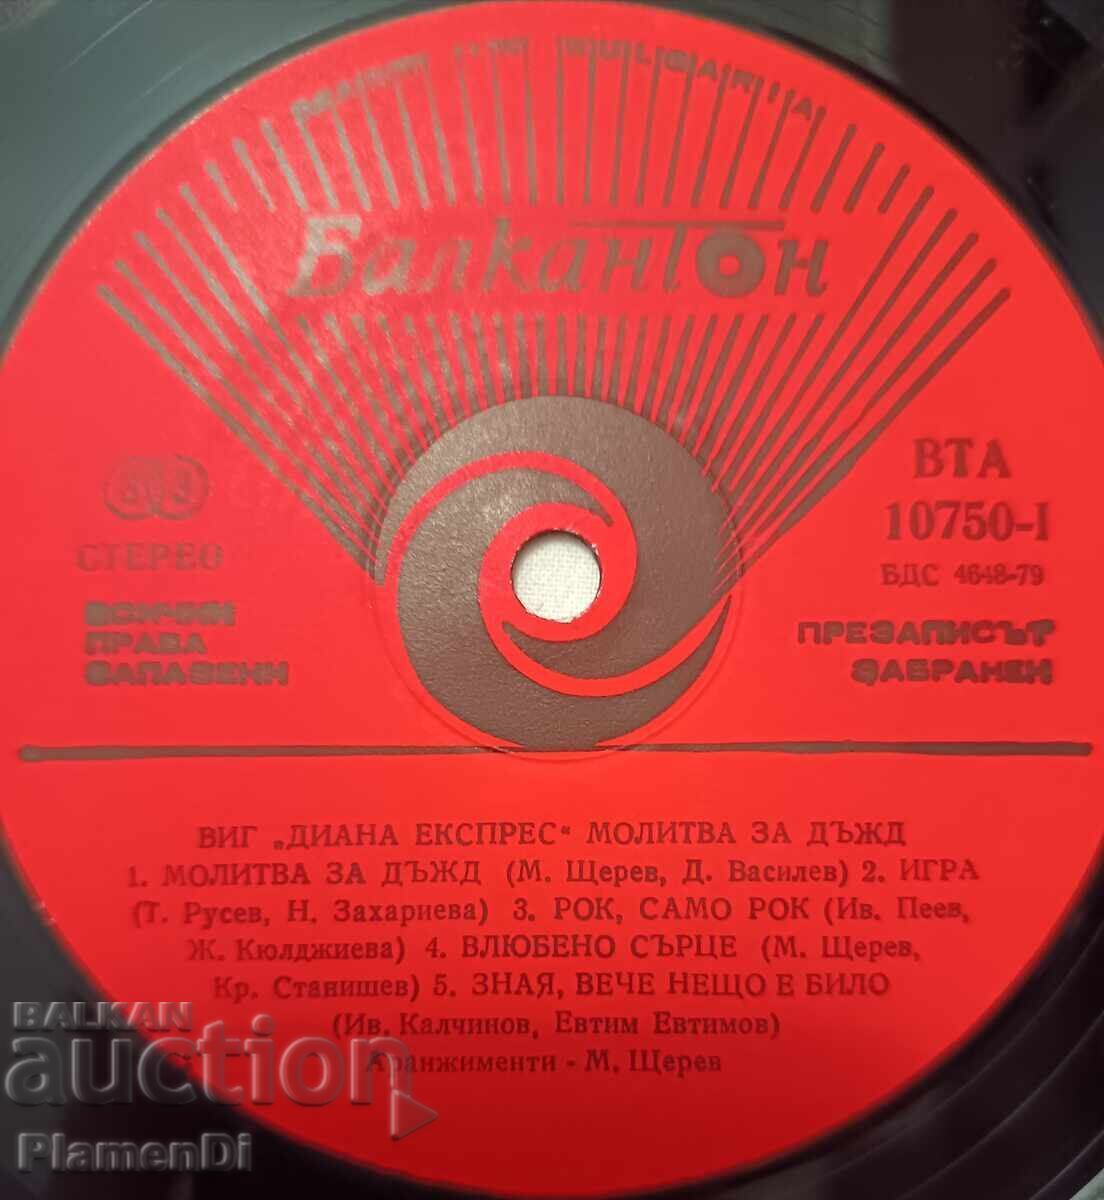 MADE IN BULGARIA
Балкантон
33
СТЕРЕО
ВСИЧКИ
ПРАВА
ЗАПАЗЕНИ
ВТА
10750-I
БДС 4648-79
ПРЕЗАПИСЪТ
ЗАБРАНЕН
ВИГ „ДИАНА ЕКСПРЕС“ МОЛИТВА ЗА ДЪЖД
1. МОЛИТВА ЗА ДЪЖД (М. Щерев, Д. Василев) 2. ИГРА
(Т. Русев, Н. Захариева) 3. РОК, САМО РОК (Ив. Пеев,
Ж. Кюлджиева) 4. ВЛЮБЕНО СЪРЦЕ (М. Щерев,
Кр. Станишев) 5. ЗНАЯ, ВЕЧЕ НЕЩО Е БИЛО
(Ив. Калчинов, Евтим Евтимов)
Аранжименти - М. Щерев
BALKAN
auction
PlamenDi